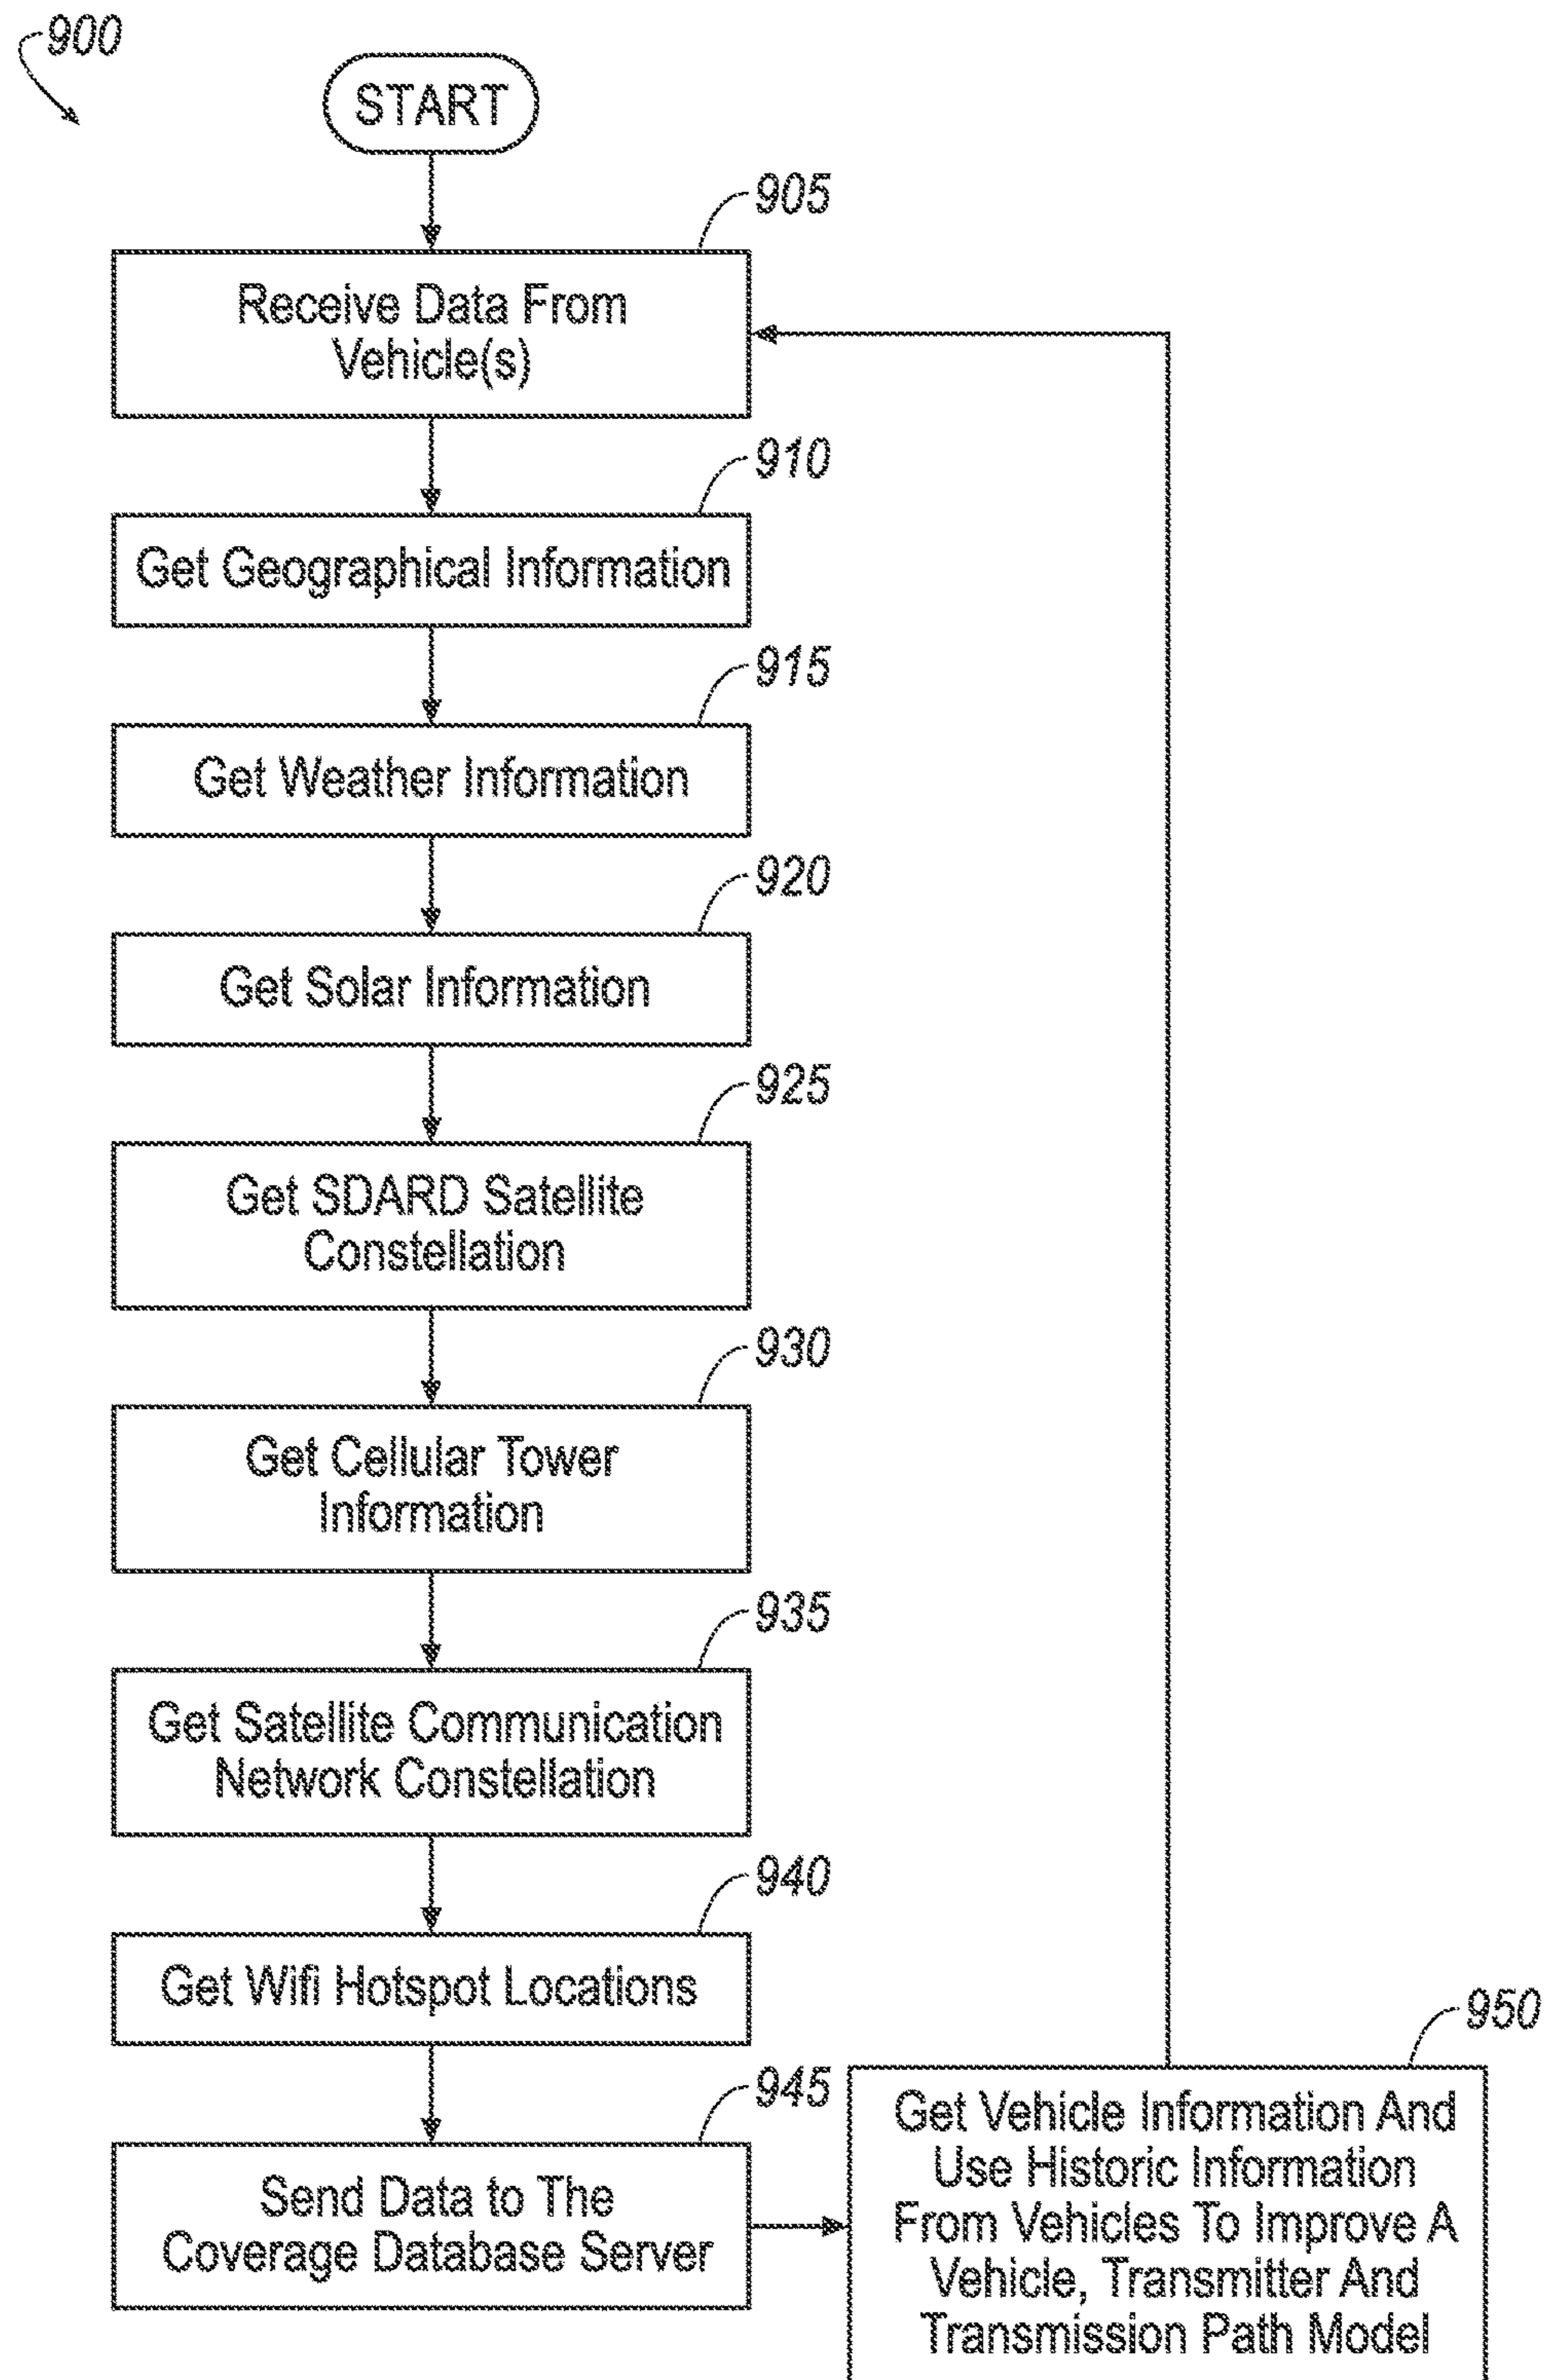 900
START
905
Receive Data From
Vehicle(s)
910
Get Geographical Information
915
Get Weather Information
920
Get Solar Information
925
Get SDARD Satellite
Constellation
930
Get Cellular Tower
Information
935
Get Satellite Communication
Network Constellation
940
Get Wifi Hotspot Locations
945
Send Data to The
Coverage Database Server
950
Get Vehicle Information And
Use Historic Information
From Vehicles To Improve A
Vehicle, Transmitter And
Transmission Path Model